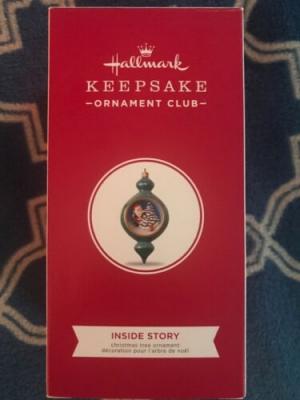 Hallmark
KEEPSAKE
–ORNAMENT CLUB–
INSIDE STORY
christmas tree ornament
décoration pour l'arbre de noël